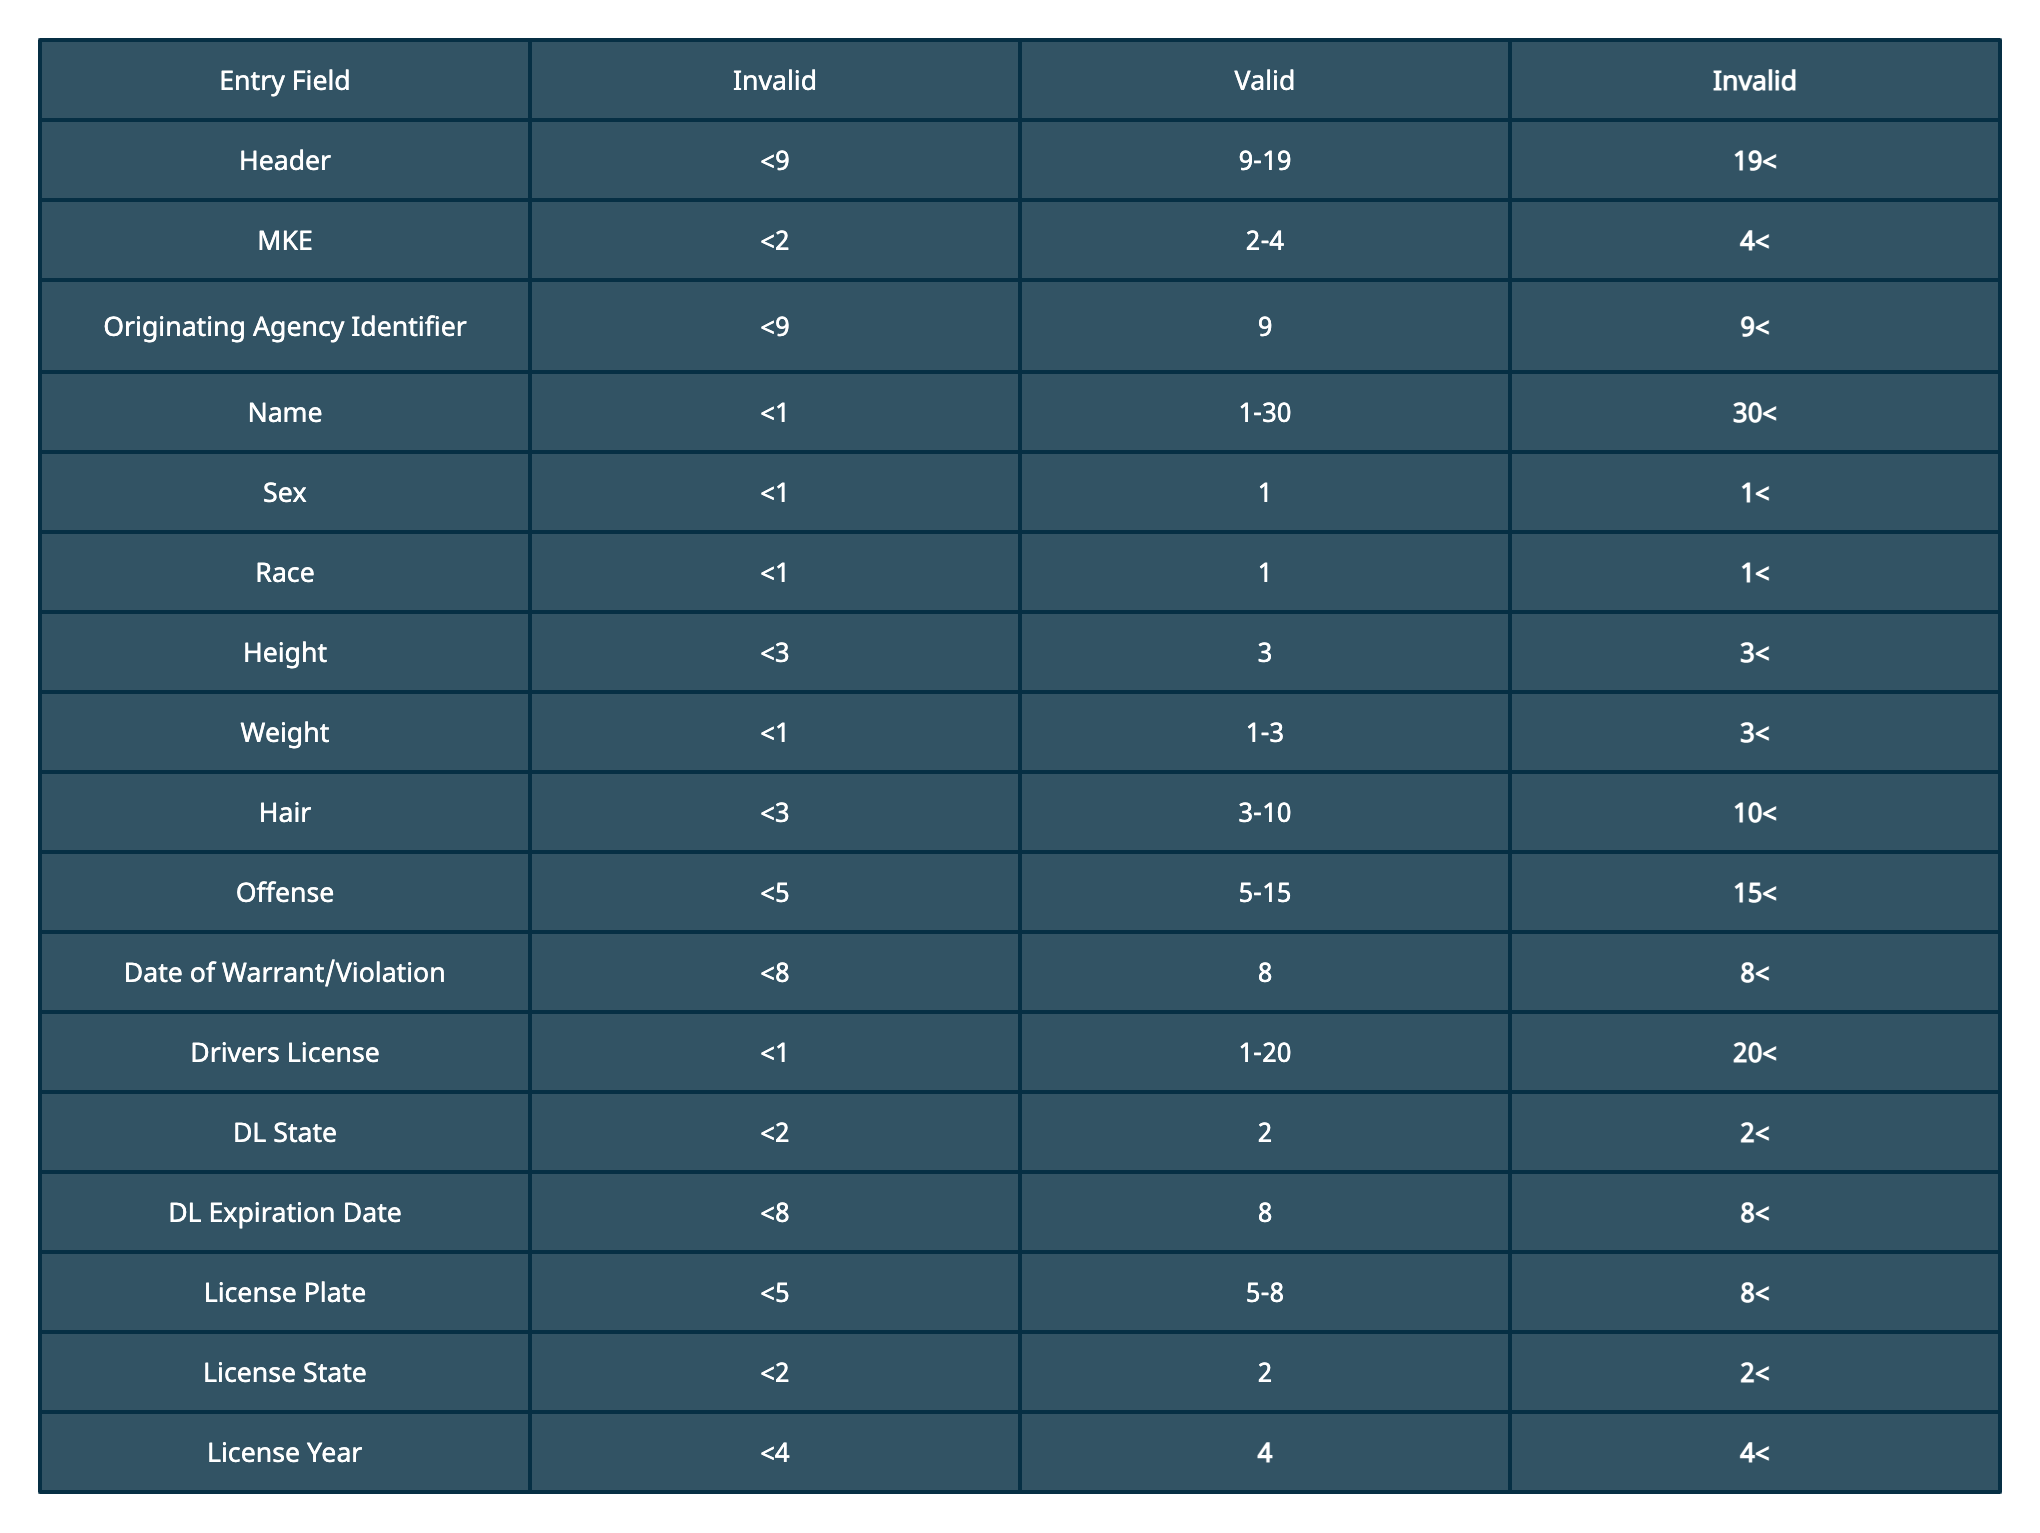 Entry Field Invalid Valid Invalid
Header <9 9-19 19<
MKE <2 2-4 4<
Originating Agency Identifier <9 9 9<
Name <1 1-30 30<
Sex <1 1 1<
Race <1 1 1<
Height <3 3 3<
Weight <1 1-3 3<
Hair <3 3-10 10<
Offense <5 5-15 15<
Date of Warrant/Violation <8 8 8<
Drivers License <1 1-20 20<
DL State <2 2 2<
DL Expiration Date <8 8 8<
License Plate <5 5-8 8<
License State <2 2 2<
License Year <4 4 4<